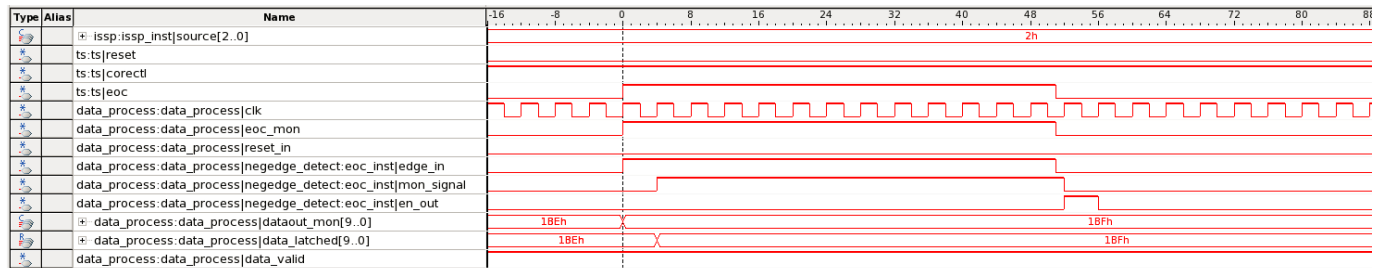 Type Alias Name -16 -8 0 8 16 24 32 40 48 56 64 72 80 88
issp:issp_inst|source[2..0] 2h
ts:ts|reset
ts:ts|corectl
ts:ts|eoc
data_process:data_process|clk
data_process:data_process|eoc_mon
data_process:data_process|reset_in
data_process:data_process|negedge_detect:eoc_inst|edge_in
data_process:data_process|negedge_detect:eoc_inst|mon_signal
data_process:data_process|negedge_detect:eoc_inst|en_out
data_process:data_process|dataout_mon[9..0] 1BEh 1BFh
data_process:data_process|data_latched[9..0] 1BEh 1BFh
data_process:data_process|data_valid